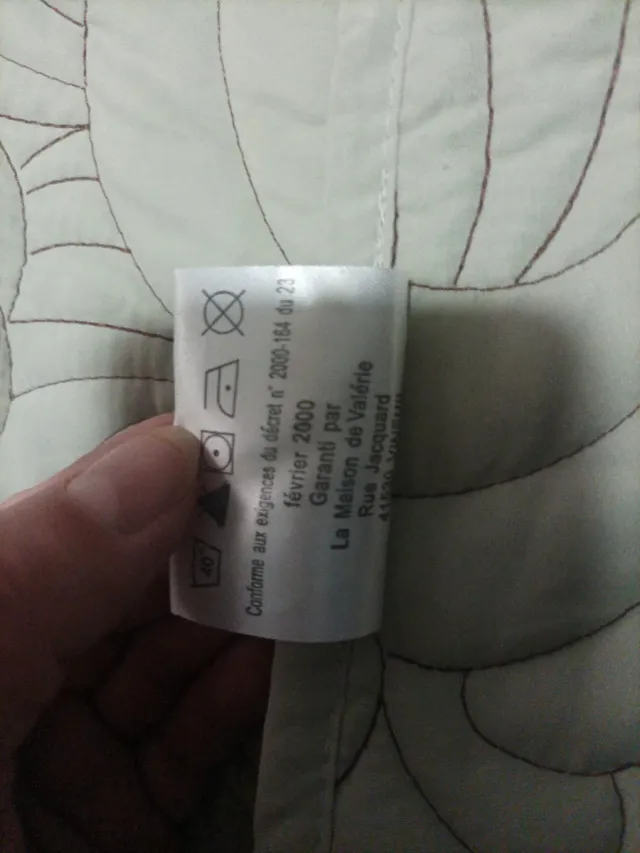 40°
Conforme aux exigences du décret n° 2000-184 du 23
février 2000
Garanti par
La Maison de Valérie
Rue Jacquard